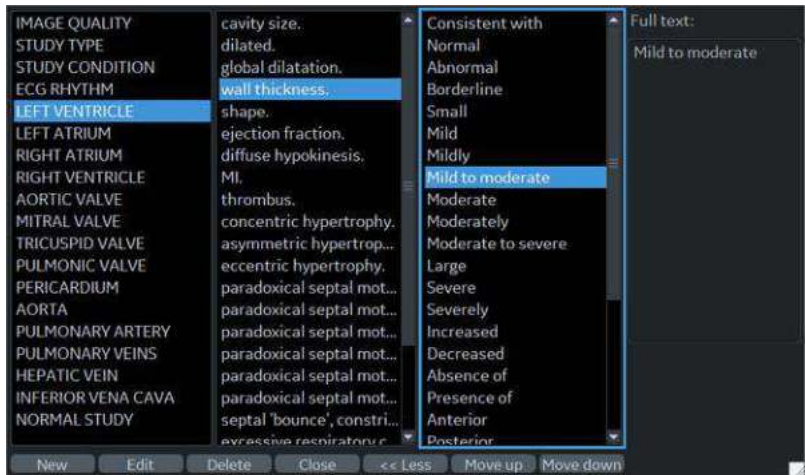 IMAGE QUALITY
STUDY TYPE
STUDY CONDITION
ECG RHYTHM
LEFT VENTRICLE
LEFT ATRIUM
RIGHT ATRIUM
RIGHT VENTRICLE
AORTIC VALVE
MITRAL VALVE
TRICUSPID VALVE
PULMONIC VALVE
PERICARDIUM
AORTA
PULMONARY ARTERY
PULMONARY VEINS
HEPATIC VEIN
INFERIOR VENA CAVA
NORMAL STUDY
cavity size.
dilated.
global dilatation.
wall thickness.
shape.
ejection fraction.
diffuse hypokinesis.
MI.
thrombus.
concentric hypertrophy.
asymmetric hypertrop...
eccentric hypertrophy.
paradoxical septal mot...
paradoxical septal mot...
paradoxical septal mot...
paradoxical septal mot...
paradoxical septal mot...
paradoxical septal mot...
septal 'bounce', constri...
excessive respiratory c...
Consistent with
Normal
Abnormal
Borderline
Small
Mild
Mildly
Mild to moderate
Moderate
Moderately
Moderate to severe
Large
Severe
Severely
Increased
Decreased
Absence of
Presence of
Anterior
Posterior
Full text:
Mild to moderate
New Edit Delete Close << Less Move up Move down